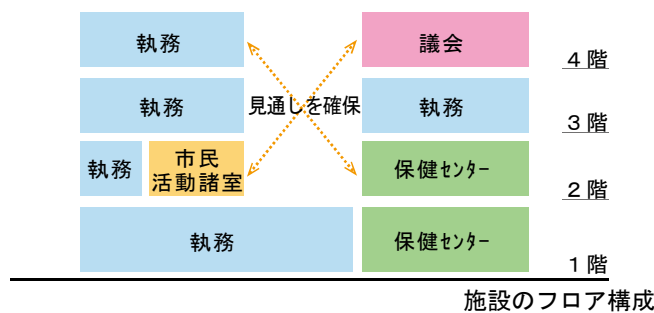 執務
議会
4階
執務
見通しを確保
執務
3階
執務
市民
活動諸室
保健センター
2階
執務
保健センター
1階
施設のフロア構成